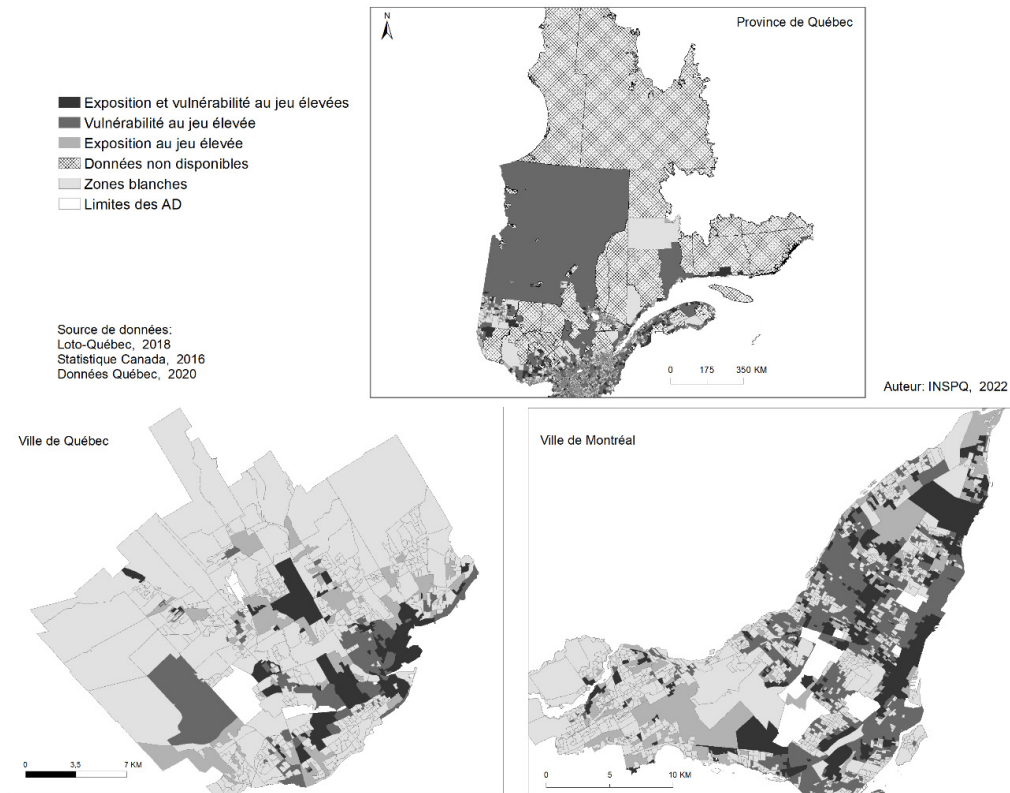 N
Province de Québec
Exposition et vulnérabilité au jeu élevées
Vulnérabilité au jeu élevée
Exposition au jeu élevée
Données non disponibles
Zones blanches
Limites des AD
Source de données:
Loto-Québec, 2018
Statistique Canada, 2016
Données Québec, 2020
0 175 350 KM
Auteur: INSPQ, 2022
Ville de Québec
0 3,5 7 KM
Ville de Montréal
0 5 10 KM